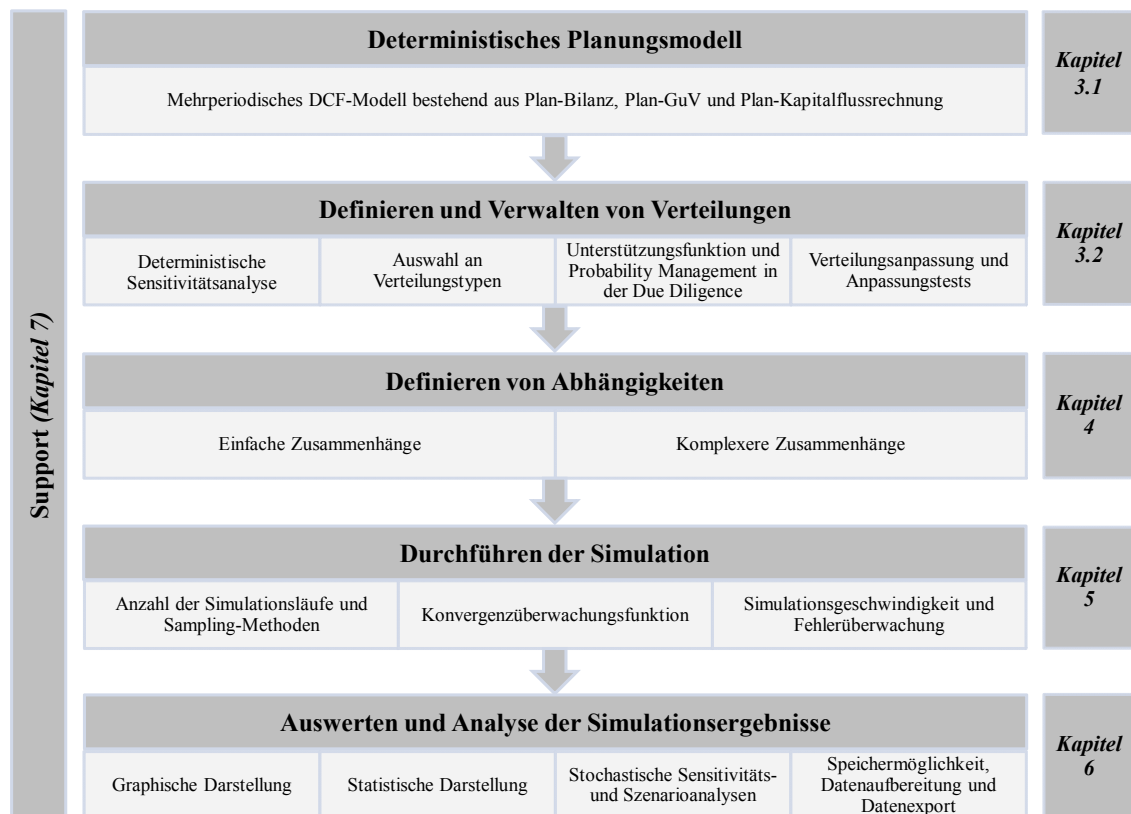 Support (Kapitel 7)
Deterministisches Planungsmodell
Mehrperiodisches DCF-Modell bestehend aus Plan-Bilanz, Plan-GuV und Plan-Kapitalflussrechnung
Kapitel
3.1
Definieren und Verwalten von Verteilungen
Deterministische
Sensitivitätsanalyse
Auswahl an
Verteilungstypen
Unterstützungsfunktion und
Probability Management in
der Due Diligence
Verteilungsanpassung und
Anpassungstests
Kapitel
3.2
Definieren von Abhängigkeiten
Einfache Zusammenhänge
Komplexere Zusammenhänge
Kapitel
4
Durchführen der Simulation
Anzahl der Simulationsläufe und
Sampling-Methoden
Konvergenzüberwachungsfunktion
Simulationsgeschwindigkeit und
Fehlerüberwachung
Kapitel
5
Auswerten und Analyse der Simulationsergebnisse
Graphische Darstellung
Statistische Darstellung
Stochastische Sensitivitäts-
und Szenarioanalysen
Speichermöglichkeit,
Datenaufbereitung und
Datenexport
Kapitel
6